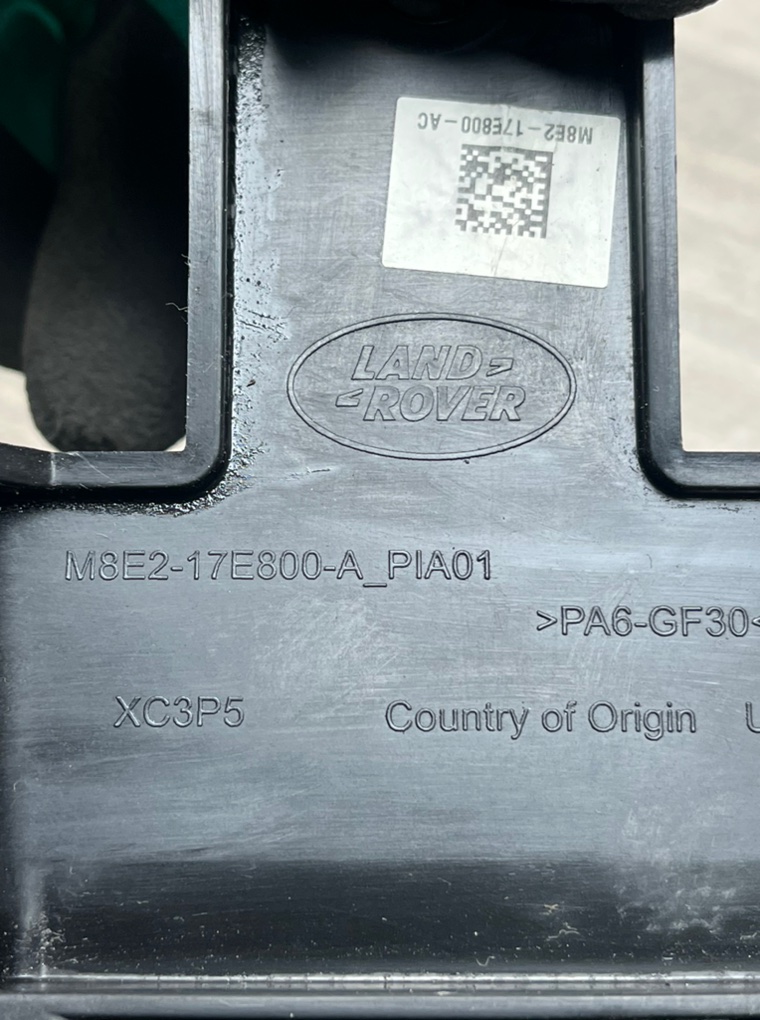 M8E2-17E800-AC
LAND
ROVER
M8E2-17E800-A_PIA01
>PA6-GF30<
XC3P5
Country of Origin